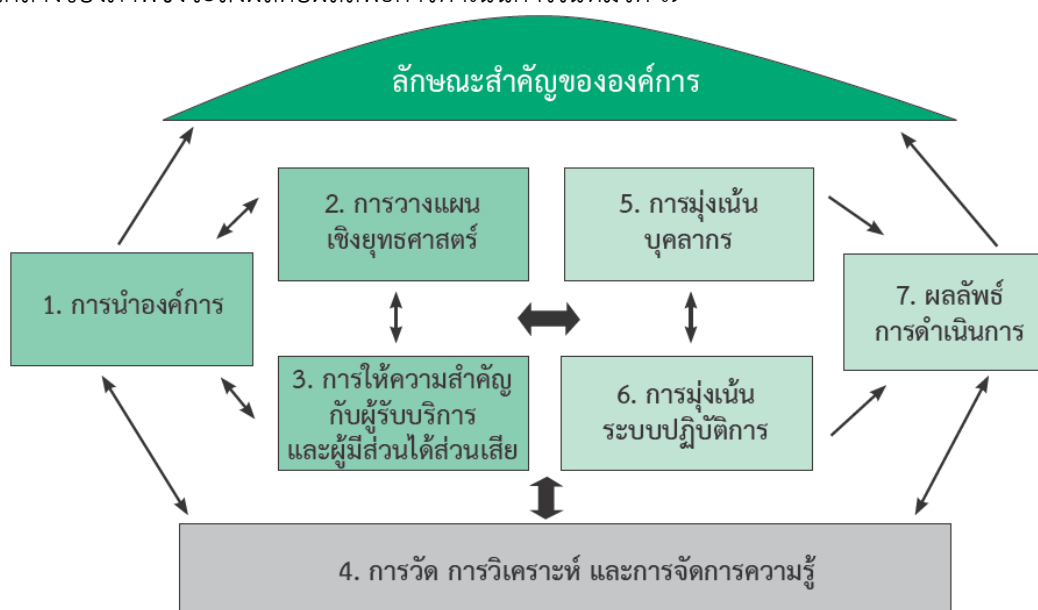 ลักษณะสำคัญขององค์การ
2. การวางแผน
เชิงยุทธศาสตร์
5. การมุ่งเน้น
บุคลากร
1. การนำองค์การ
7. ผลลัพธ์
การดำเนินการ
3. การให้ความสำคัญ
กับผู้รับบริการ
และผู้มีส่วนได้ส่วนเสีย
6. การมุ่งเน้น
ระบบปฏิบัติการ
4. การวัด การวิเคราะห์ และการจัดการความรู้